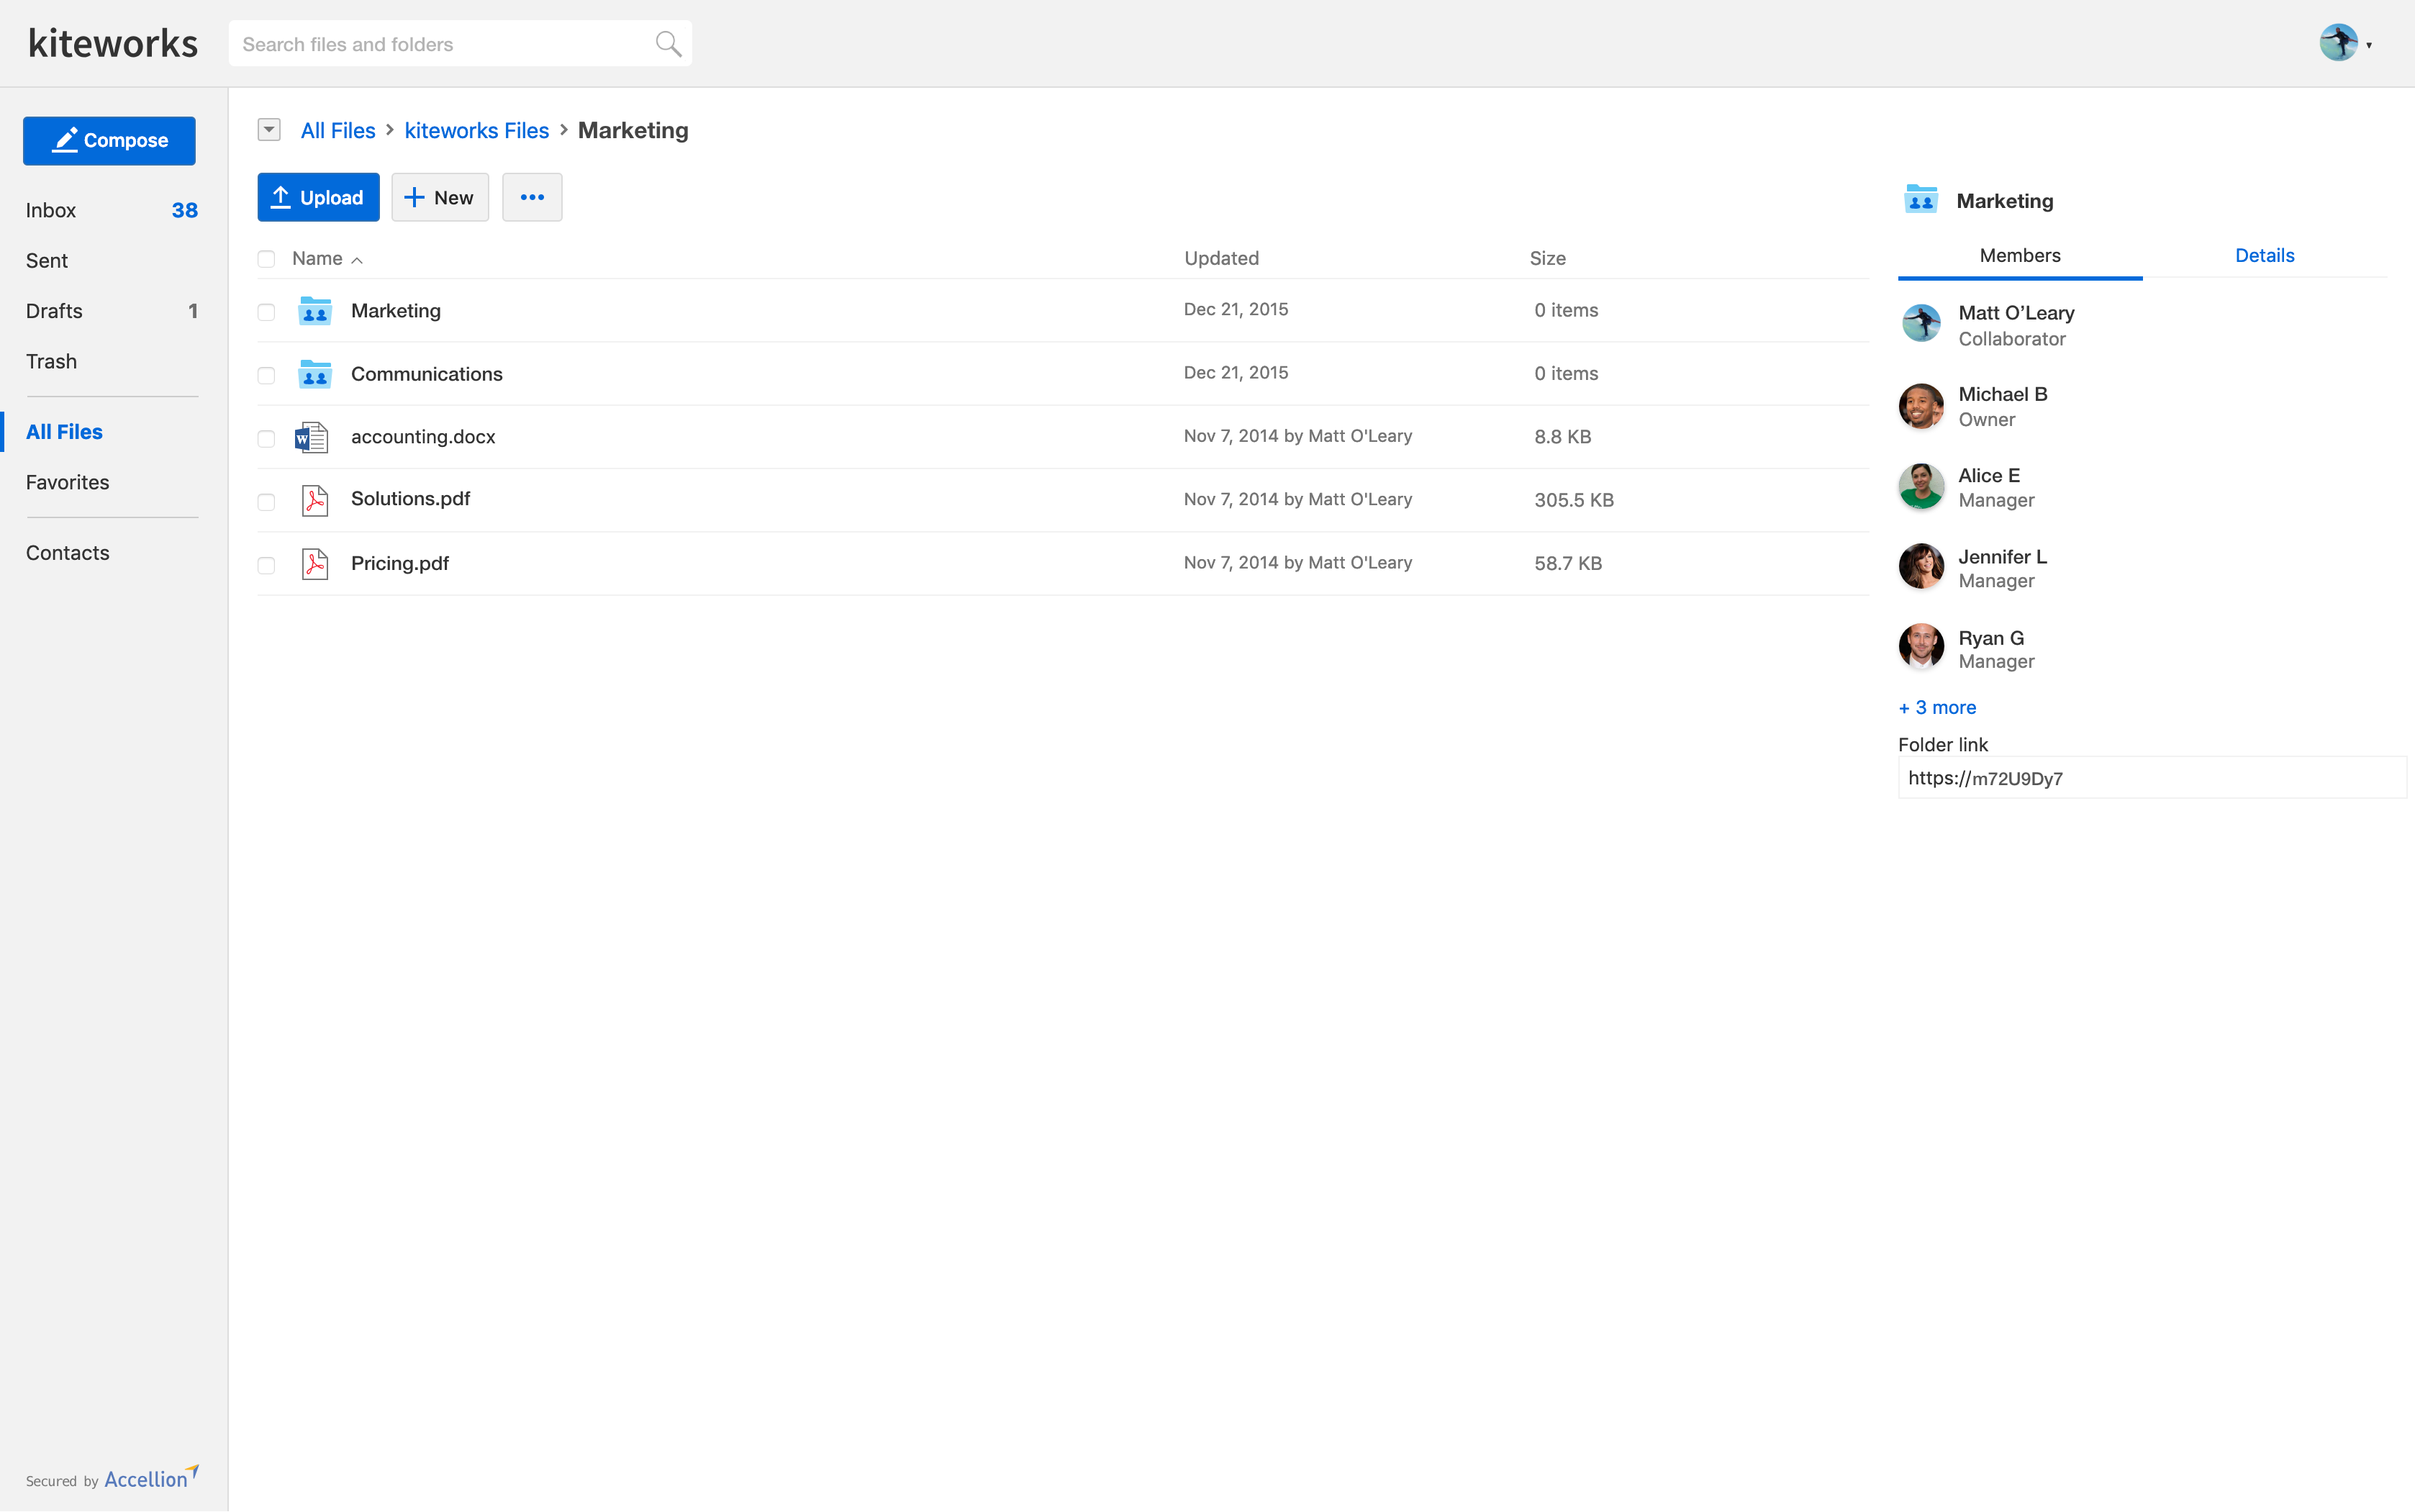 kiteworks
Search files and folders
Compose
Inbox 38
Sent
Drafts 1
Trash
All Files
Favorites
Contacts
Secured by Accellion
All Files > kiteworks Files > Marketing
Upload
+ New
•••
Name Updated Size
Marketing Dec 21, 2015 0 items
Communications Dec 21, 2015 0 items
accounting.docx Nov 7, 2014 by Matt O'Leary 8.8 KB
Solutions.pdf Nov 7, 2014 by Matt O'Leary 305.5 KB
Pricing.pdf Nov 7, 2014 by Matt O'Leary 58.7 KB
Marketing
Members Details
Matt O’Leary
Collaborator
Michael B
Owner
Alice E
Manager
Jennifer L
Manager
Ryan G
Manager
+ 3 more
Folder link
https://m72U9Dy7